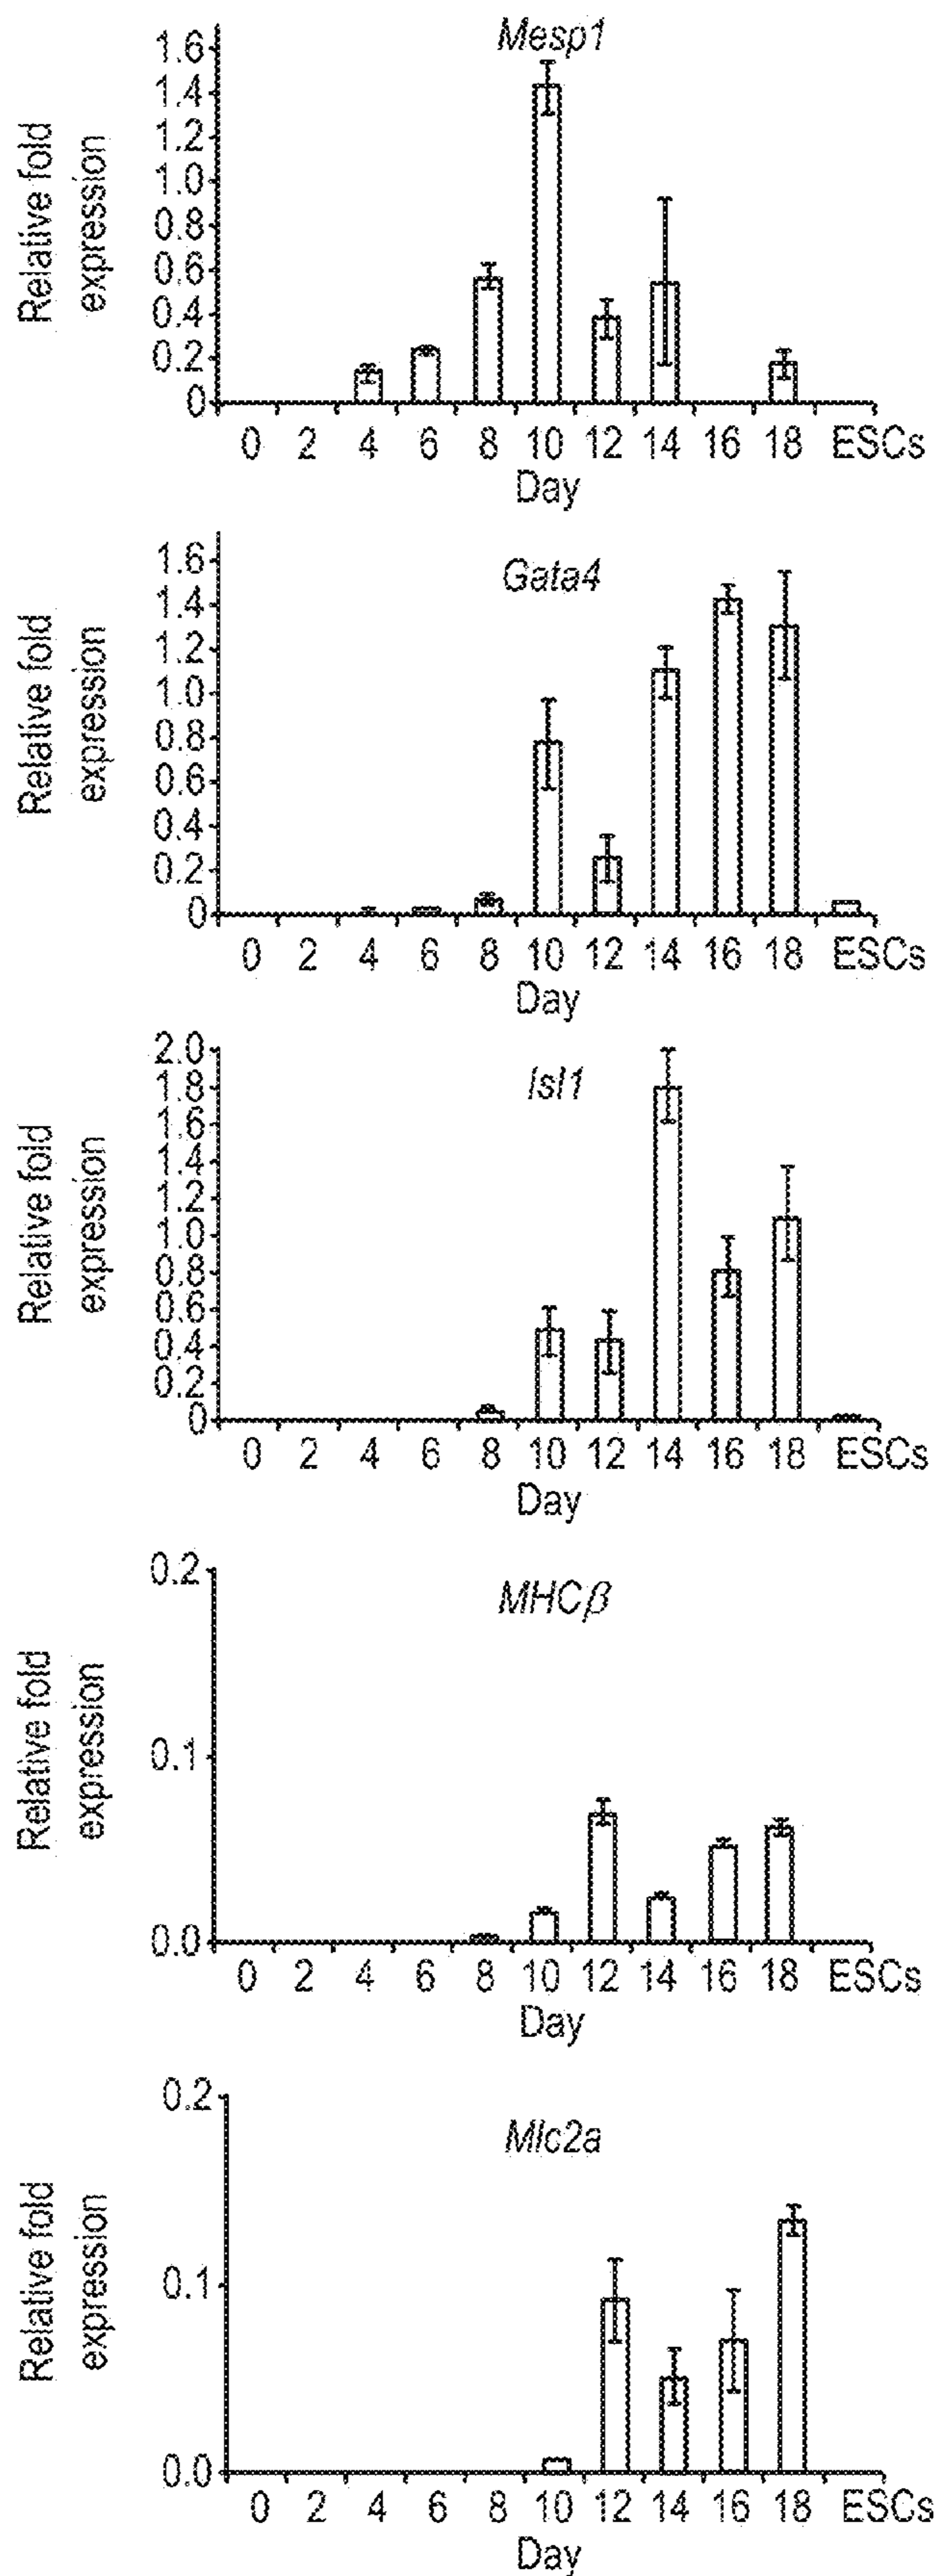 Mesp1
Relative fold
expression
1.6
1.4
1.2
1.0
0.8
0.6
0.4
0.2
0
0 2 4 6 8 10 12 14 16 18 ESCs
Day
Gata4
Relative fold
expression
1.6
1.4
1.2
1.0
0.8
0.6
0.4
0.2
0
0 2 4 6 8 10 12 14 16 18 ESCs
Day
Isl1
Relative fold
expression
2.0
1.8
1.6
1.4
1.2
1.0
0.8
0.6
0.4
0.2
0
0 2 4 6 8 10 12 14 16 18 ESCs
Day
MHCβ
Relative fold
expression
0.2
0.1
0.0
0 2 4 6 8 10 12 14 16 18 ESCs
Day
Mlc2a
Relative fold
expression
0.2
0.1
0.0
0 2 4 6 8 10 12 14 16 18 ESCs
Day